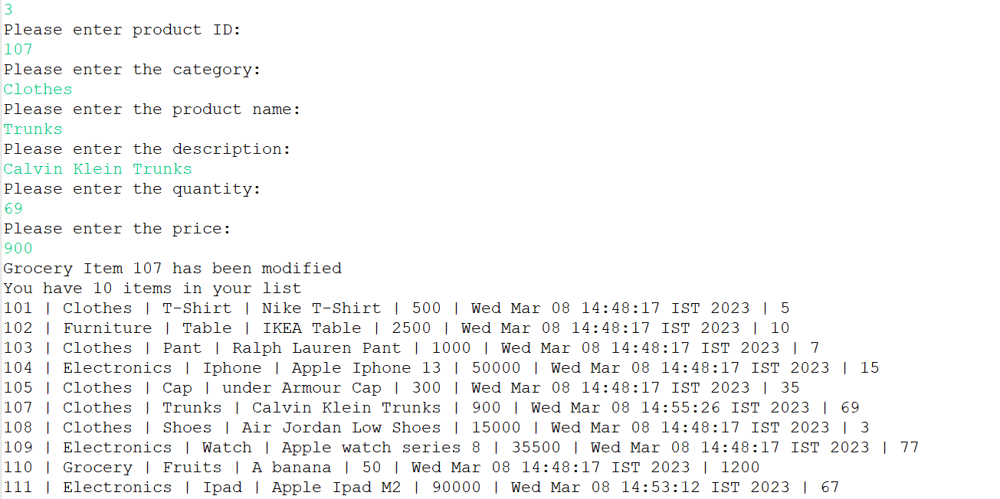 3
Please enter product ID:
107
Please enter the category:
Clothes
Please enter the product name:
Trunks
Please enter the description:
Calvin Klein Trunks
Please enter the quantity:
69
Please enter the price:
900
Grocery Item 107 has been modified
You have 10 items in your list
101 | Clothes | T-Shirt | Nike T-Shirt | 500 | Wed Mar 08 14:48:17 IST 2023 | 5
102 | Furniture | Table | IKEA Table | 2500 | Wed Mar 08 14:48:17 IST 2023 | 10
103 | Clothes | Pant | Ralph Lauren Pant | 1000 | Wed Mar 08 14:48:17 IST 2023 | 7
104 | Electronics | Iphone | Apple Iphone 13 | 50000 | Wed Mar 08 14:48:17 IST 2023 | 15
105 | Clothes | Cap | under Armour Cap | 300 | Wed Mar 08 14:48:17 IST 2023 | 35
107 | Clothes | Trunks | Calvin Klein Trunks | 900 | Wed Mar 08 14:55:26 IST 2023 | 69
108 | Clothes | Shoes | Air Jordan Low Shoes | 15000 | Wed Mar 08 14:48:17 IST 2023 | 3
109 | Electronics | Watch | Apple watch series 8 | 35500 | Wed Mar 08 14:48:17 IST 2023 | 77
110 | Grocery | Fruits | A banana | 50 | Wed Mar 08 14:48:17 IST 2023 | 1200
111 | Electronics | Ipad | Apple Ipad M2 | 90000 | Wed Mar 08 14:53:12 IST 2023 | 67